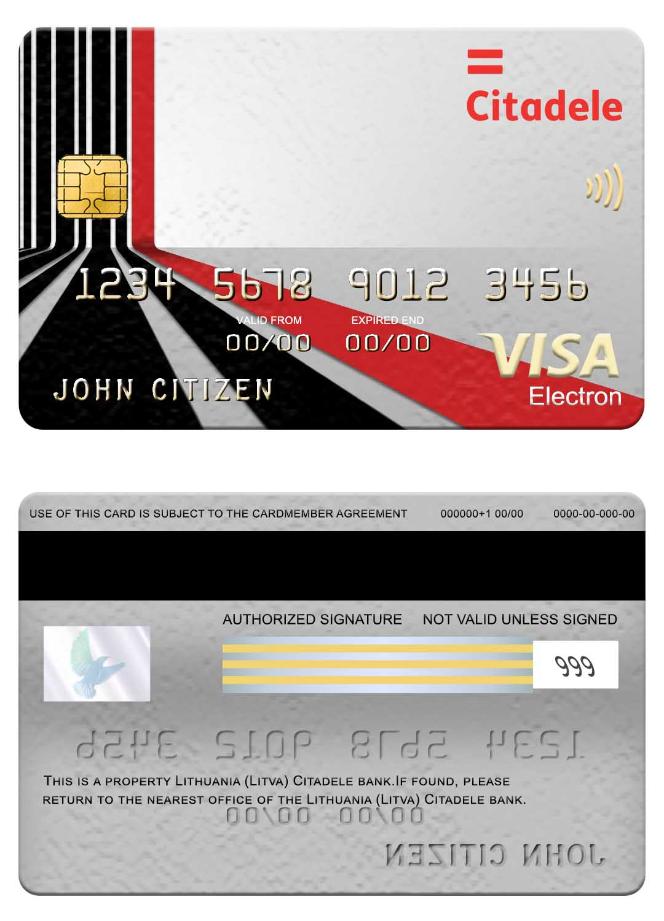 Citadele
1234 5678 9012 3456
VALID FROM EXPIRED END
00/00 00/00
VISA
JOHN CITIZEN
Electron
USE OF THIS CARD IS SUBJECT TO THE CARDMEMBER AGREEMENT 000000+1 00/00 0000-00-000-00
AUTHORIZED SIGNATURE NOT VALID UNLESS SIGNED
999
1234 5678 9012 3456
THIS IS A PROPERTY LITHUANIA (LITVA) CITADELE BANK.IF FOUND, PLEASE
RETURN TO THE NEAREST OFFICE OF THE LITHUANIA (LITVA) CITADELE BANK.
00/00 00/00
JOHN CITIZEN